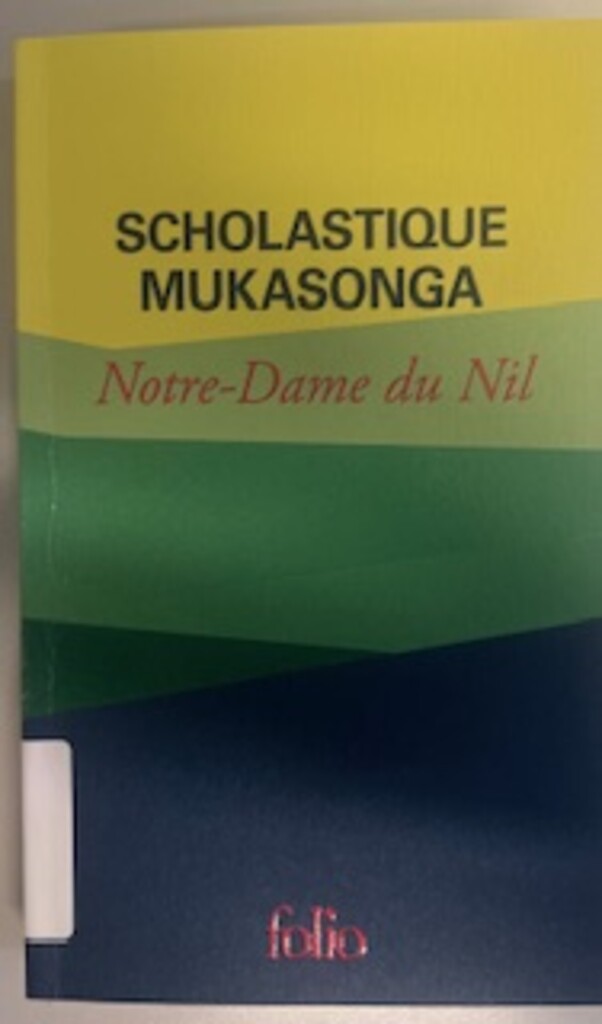 SCHOLASTIQUE
MUKASONGA
Notre-Dame du Nil
folio